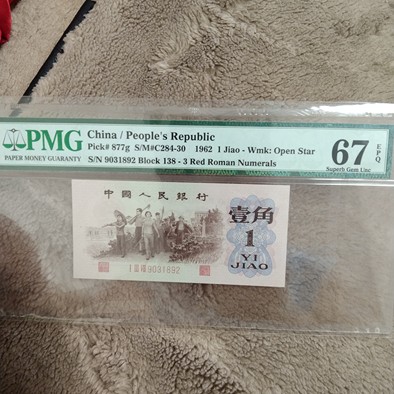 PMG
PAPER MONEY GUARANTY
China / People's Republic
Pick# 877g S/M#C284-30 1962 1 Jiao - Wmk: Open Star
S/N 9031892 Block 138 - 3 Red Roman Numerals
67 EPQ
Superb Gem Unc
中國人民銀行
壹角
1
YI
JIAO
I III VIII 9031892